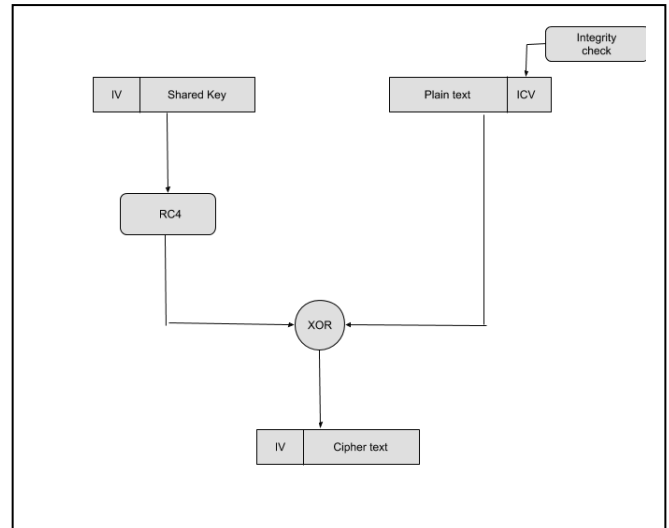 Integrity
check
IV Shared Key
Plain text ICV
RC4
XOR
IV Cipher text